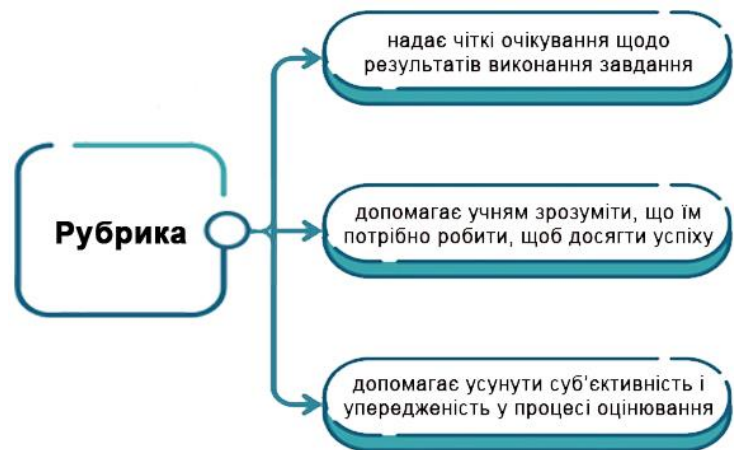 надає чіткі очікування щодо
результатів виконання завдання
Рубрика
допомагає учням зрозуміти, що їм
потрібно робити, щоб досягти успіху
допомагає усунути суб'єктивність і
упередженість у процесі оцінювання